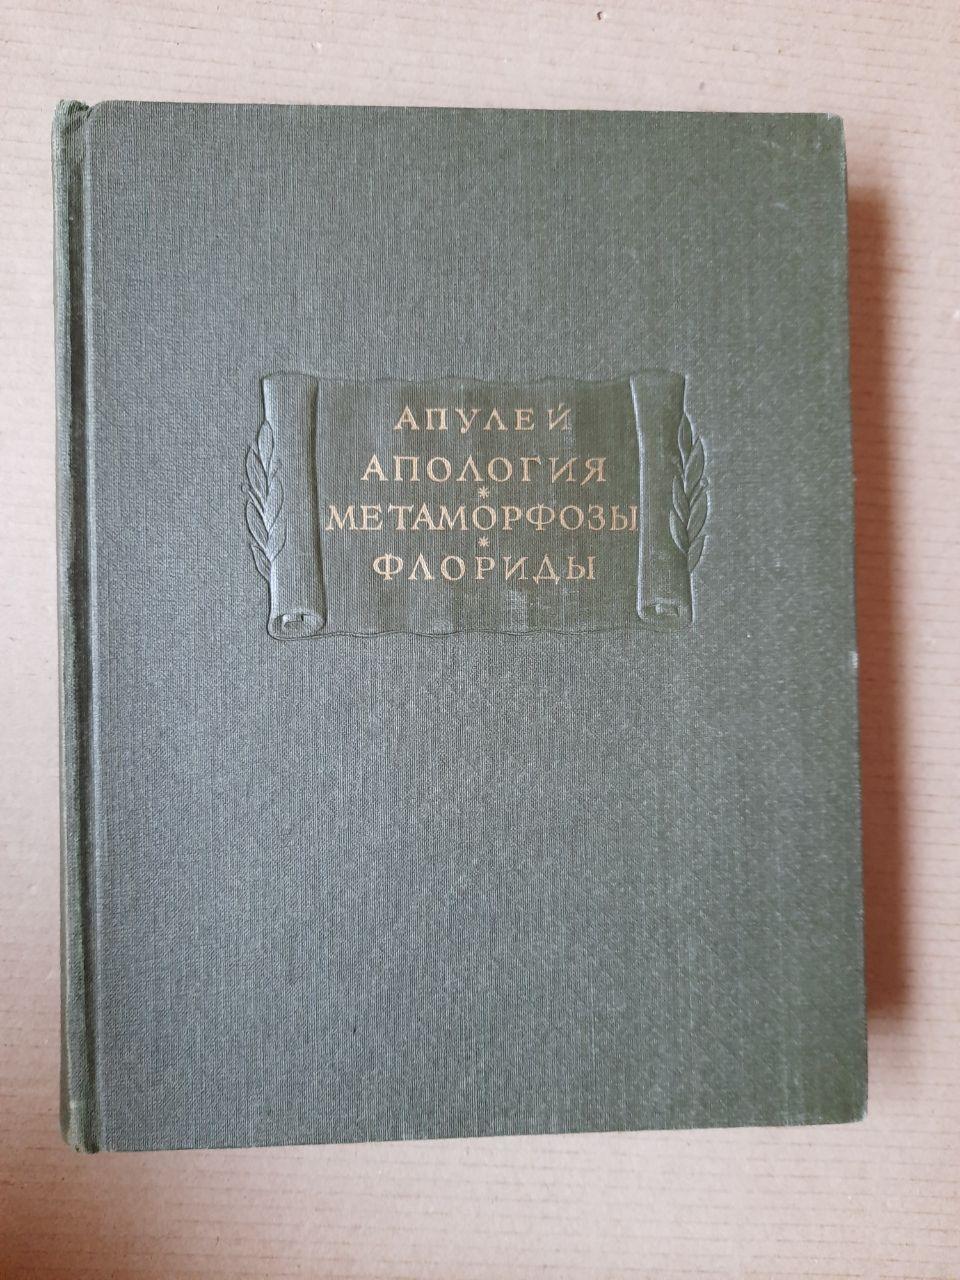 АПУЛЕЙ
АПОЛОГИЯ
*
МЕТАМОРФОЗЫ
*
ФЛОРИДЫ